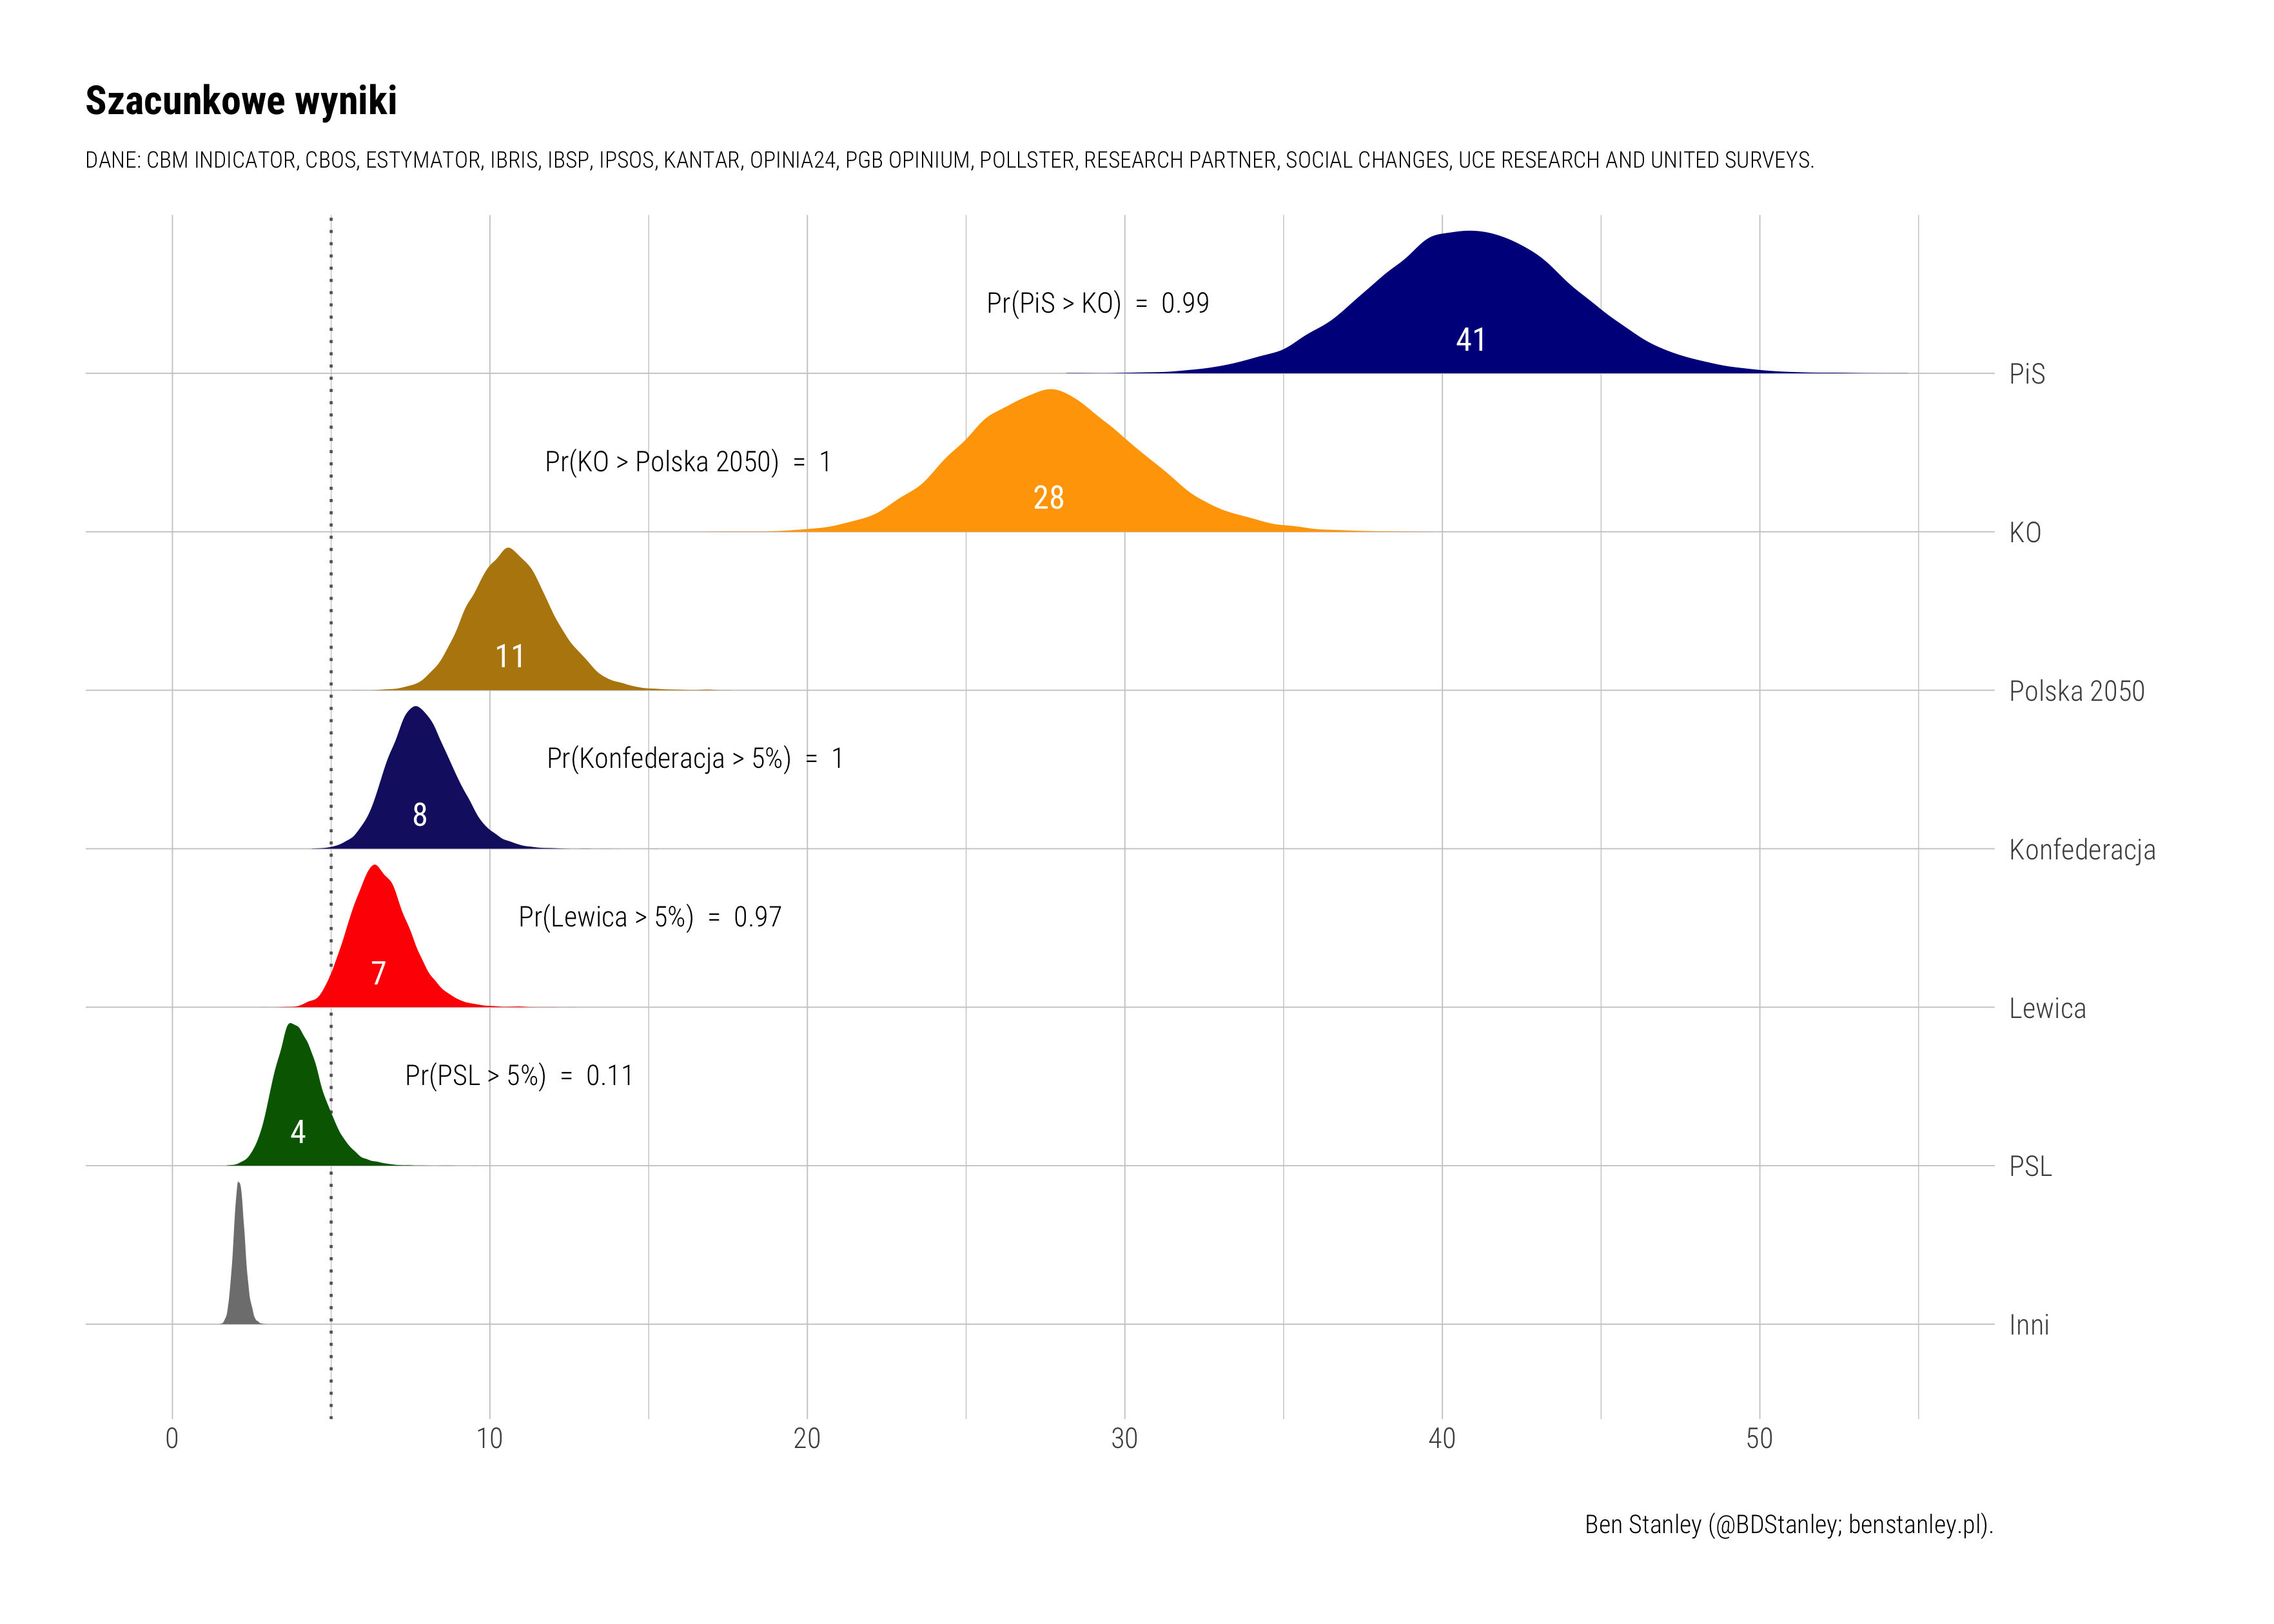 Szacunkowe wyniki
DANE: CBM INDICATOR, CBOS, ESTYMATOR, IBRIS, IBSP, IPSOS, KANTAR, OPINIA24, PGB OPINIUM, POLLSTER, RESEARCH PARTNER, SOCIAL CHANGES, UCE RESEARCH AND UNITED SURVEYS.
Pr(PiS > KO) = 0.99
41
PiS
Pr(KO > Polska 2050) = 1
28
KO
11
Polska 2050
Pr(Konfederacja > 5%) = 1
8
Konfederacja
Pr(Lewica > 5%) = 0.97
7
Lewica
Pr(PSL > 5%) = 0.11
4
PSL
Inni
0 10 20 30 40 50
Ben Stanley (@BDStanley; benstanley.pl).